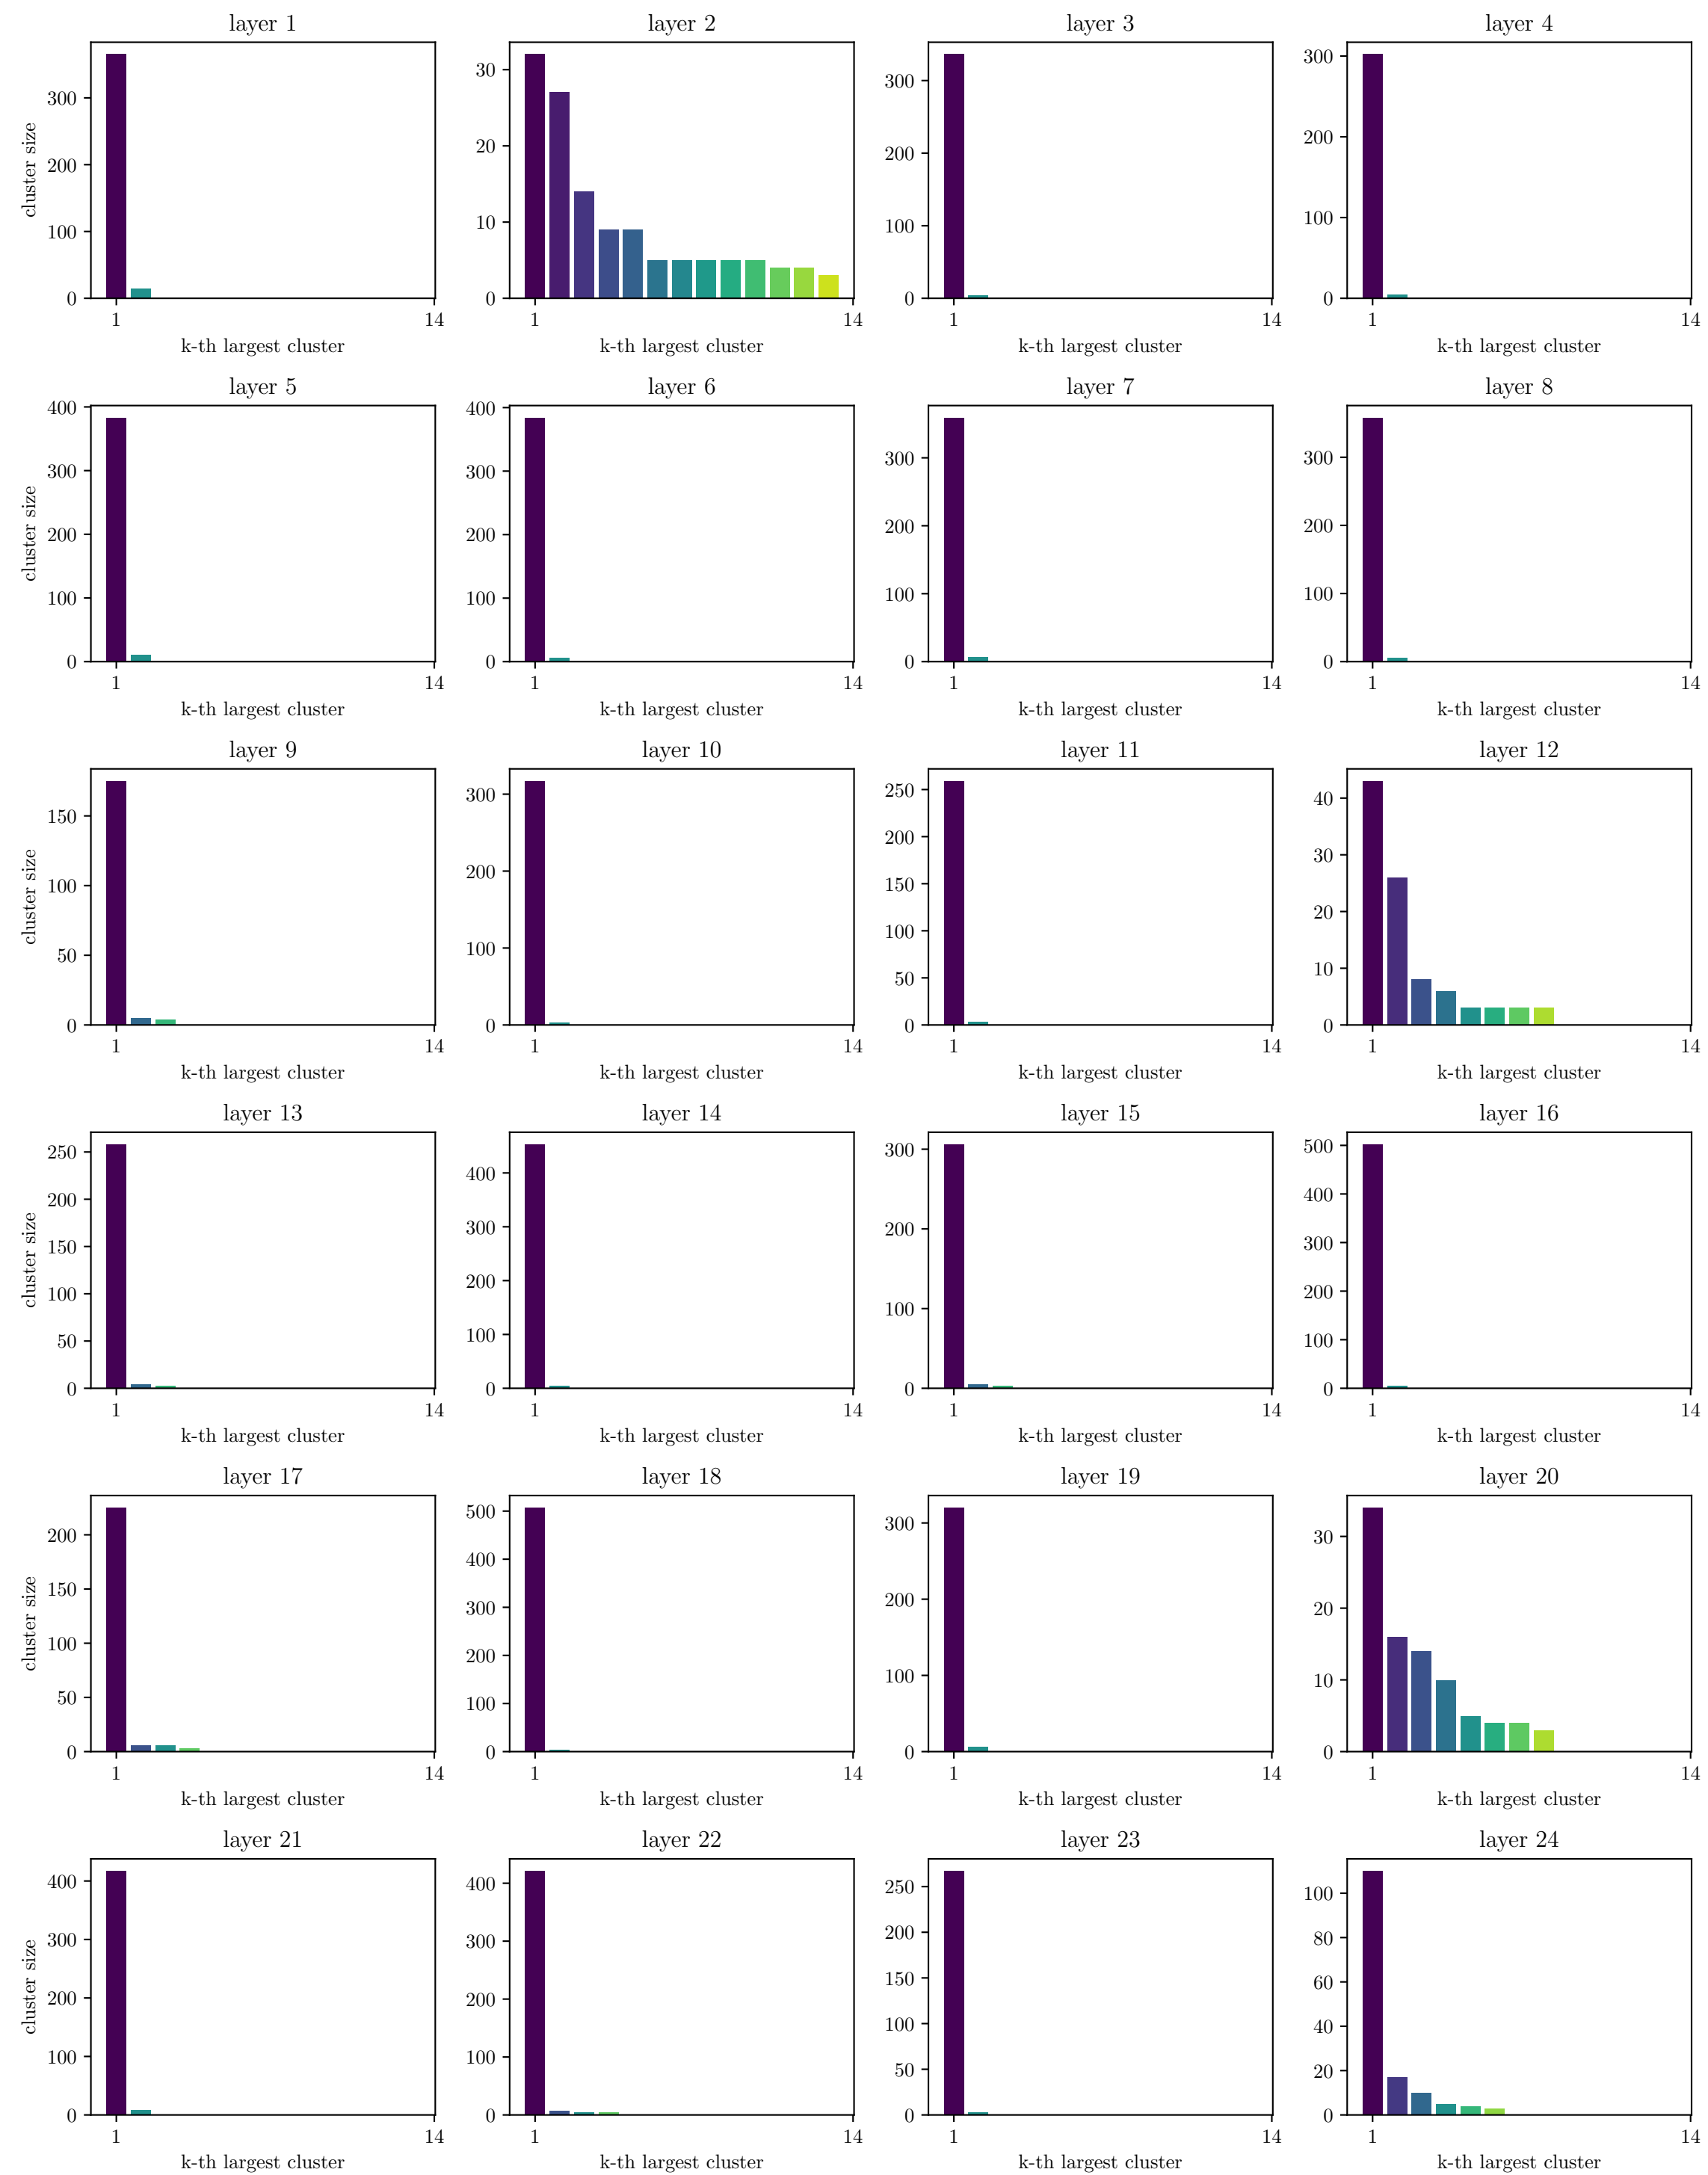 layer 1
layer 2
layer 3
layer 4
cluster size
300
200
100
0
30
20
10
0
300
200
100
0
300
200
100
0
1 14
1 14
1 14
1 14
k-th largest cluster
k-th largest cluster
k-th largest cluster
k-th largest cluster
layer 5
layer 6
layer 7
layer 8
cluster size
400
300
200
100
0
400
300
200
100
0
300
200
100
0
300
200
100
0
1 14
1 14
1 14
1 14
k-th largest cluster
k-th largest cluster
k-th largest cluster
k-th largest cluster
layer 9
layer 10
layer 11
layer 12
cluster size
150
100
50
0
300
200
100
0
250
200
150
100
50
0
40
30
20
10
0
1 14
1 14
1 14
1 14
k-th largest cluster
k-th largest cluster
k-th largest cluster
k-th largest cluster
layer 13
layer 14
layer 15
layer 16
cluster size
250
200
150
100
50
0
400
300
200
100
0
300
200
100
0
500
400
300
200
100
0
1 14
1 14
1 14
1 14
k-th largest cluster
k-th largest cluster
k-th largest cluster
k-th largest cluster
layer 17
layer 18
layer 19
layer 20
cluster size
200
150
100
50
0
500
400
300
200
100
0
300
200
100
0
30
20
10
0
1 14
1 14
1 14
1 14
k-th largest cluster
k-th largest cluster
k-th largest cluster
k-th largest cluster
layer 21
layer 22
layer 23
layer 24
cluster size
400
300
200
100
0
400
300
200
100
0
250
200
150
100
50
0
100
80
60
40
20
0
1 14
1 14
1 14
1 14
k-th largest cluster
k-th largest cluster
k-th largest cluster
k-th largest cluster